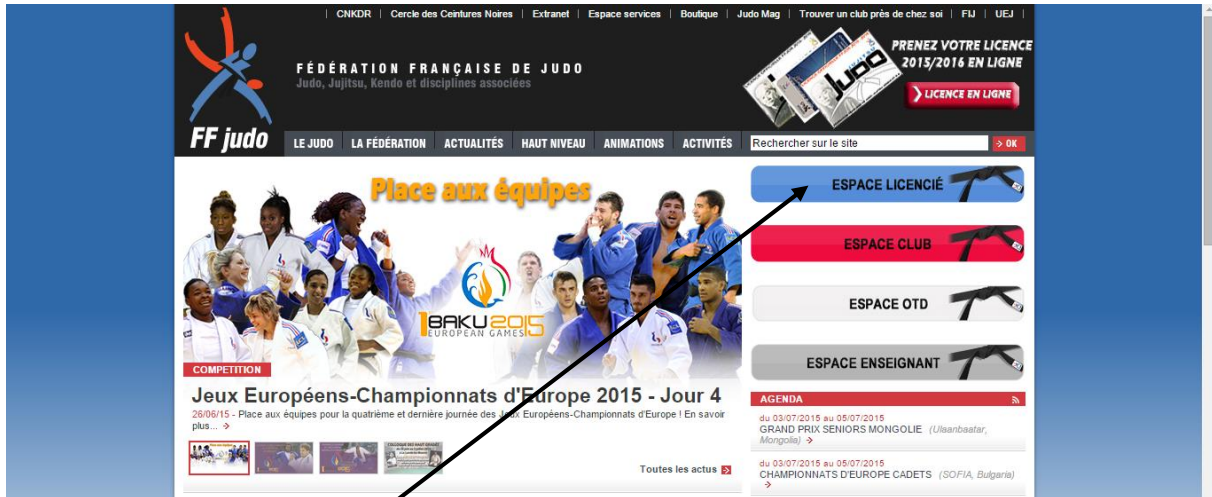 CNKDR | Cercle des Ceintures Noires | Extranet | Espace services | Boutique | Judo Mag | Trouver un club près de chez soi | FIJ | UEJ |
FÉDÉRATION FRANÇAISE DE JUDO
Judo, Jujitsu, Kendo et disciplines associées
JUDO
PRENEZ VOTRE LICENCE
2015/2016 EN LIGNE
LICENCE EN LIGNE
FF judo
LE JUDO
LA FÉDÉRATION
ACTUALITÉS
HAUT NIVEAU
ANIMATIONS
ACTIVITÉS
Rechercher sur le site
OK
Place aux équipes
BAKU 2015
EUROPEAN GAMES
COMPETITION
Jeux Européens-Championnats d'Europe 2015 - Jour 4
26/06/15 - Place aux équipes pour la quatrième et dernière journée des Jeux Européens-Championnats d'Europe ! En savoir
plus...
Toutes les actus
ESPACE LICENCIÉ
ESPACE CLUB
ESPACE OTD
ESPACE ENSEIGNANT
AGENDA
du 03/07/2015 au 05/07/2015
GRAND PRIX SENIORS MONGOLIE (Ulaanbaatar,
Mongolia)
du 03/07/2015 au 05/07/2015
CHAMPIONNATS D'EUROPE CADETS (SOFIA, Bulgaria)